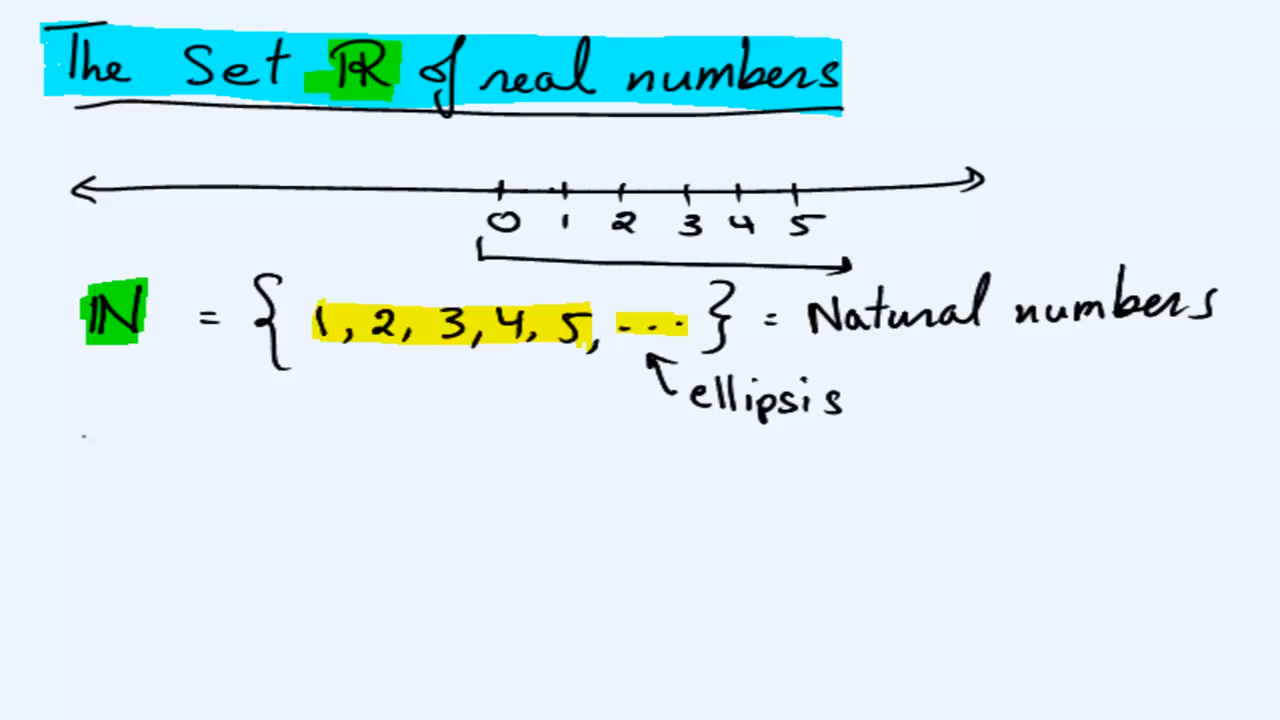 The Set ℝ of real numbers
0 1 2 3 4 5
ℕ = { 1, 2, 3, 4, 5, ... } = Natural numbers
ellipsis